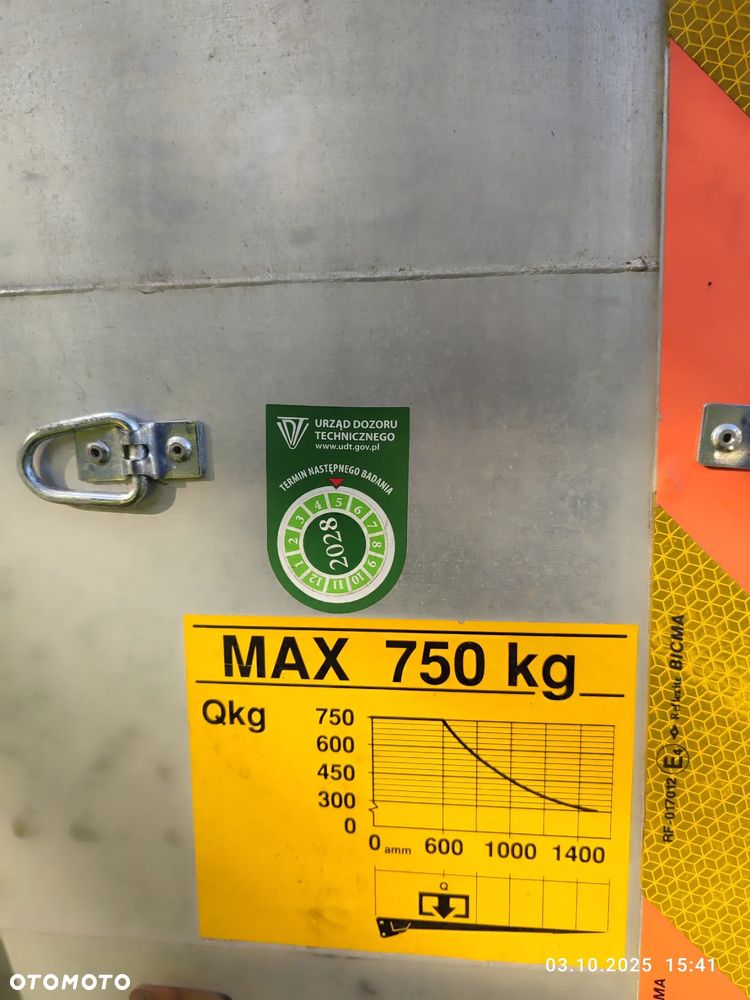 URZĄD DOZORU
TECHNICZNEGO
www.udt.gov.pl
TERMIN NASTĘPNEGO BADANIA
1 2 3 4 5 6 7 8 9 10 11 12
2028
MAX 750 kg
Qkg
750
600
450
300
0
0 amm 600 1000 1400
Q
RF-017012 E4 Reflexite BICMA
MA
03.10.2025 15:41
OTOMOTO